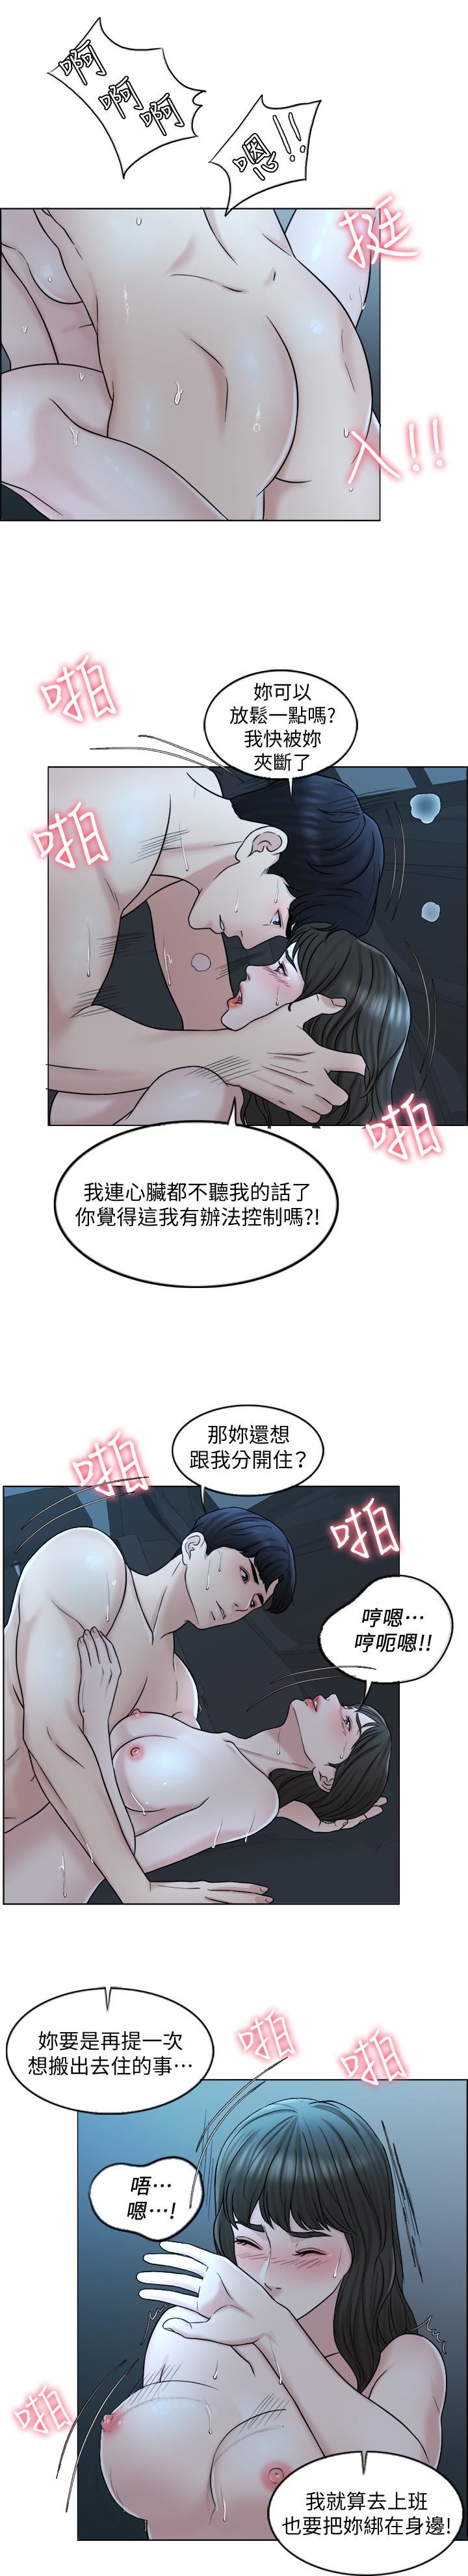 啊
啊
啊
嗯!!
挺
入!!
啪
妳可以
放鬆一點嗎?
我快被妳
夾斷了
啪
啪
我連心臟都不聽我的話了
你覺得這我有辦法控制嗎?!
那妳還想
跟我分開住?
啪
啪
哼嗯…
哼呃嗯!!
妳要是再提一次
想搬出去住的事…
啪
啪
唔…
嗯…!
啪
我就算去上班
也要把妳綁在身邊!